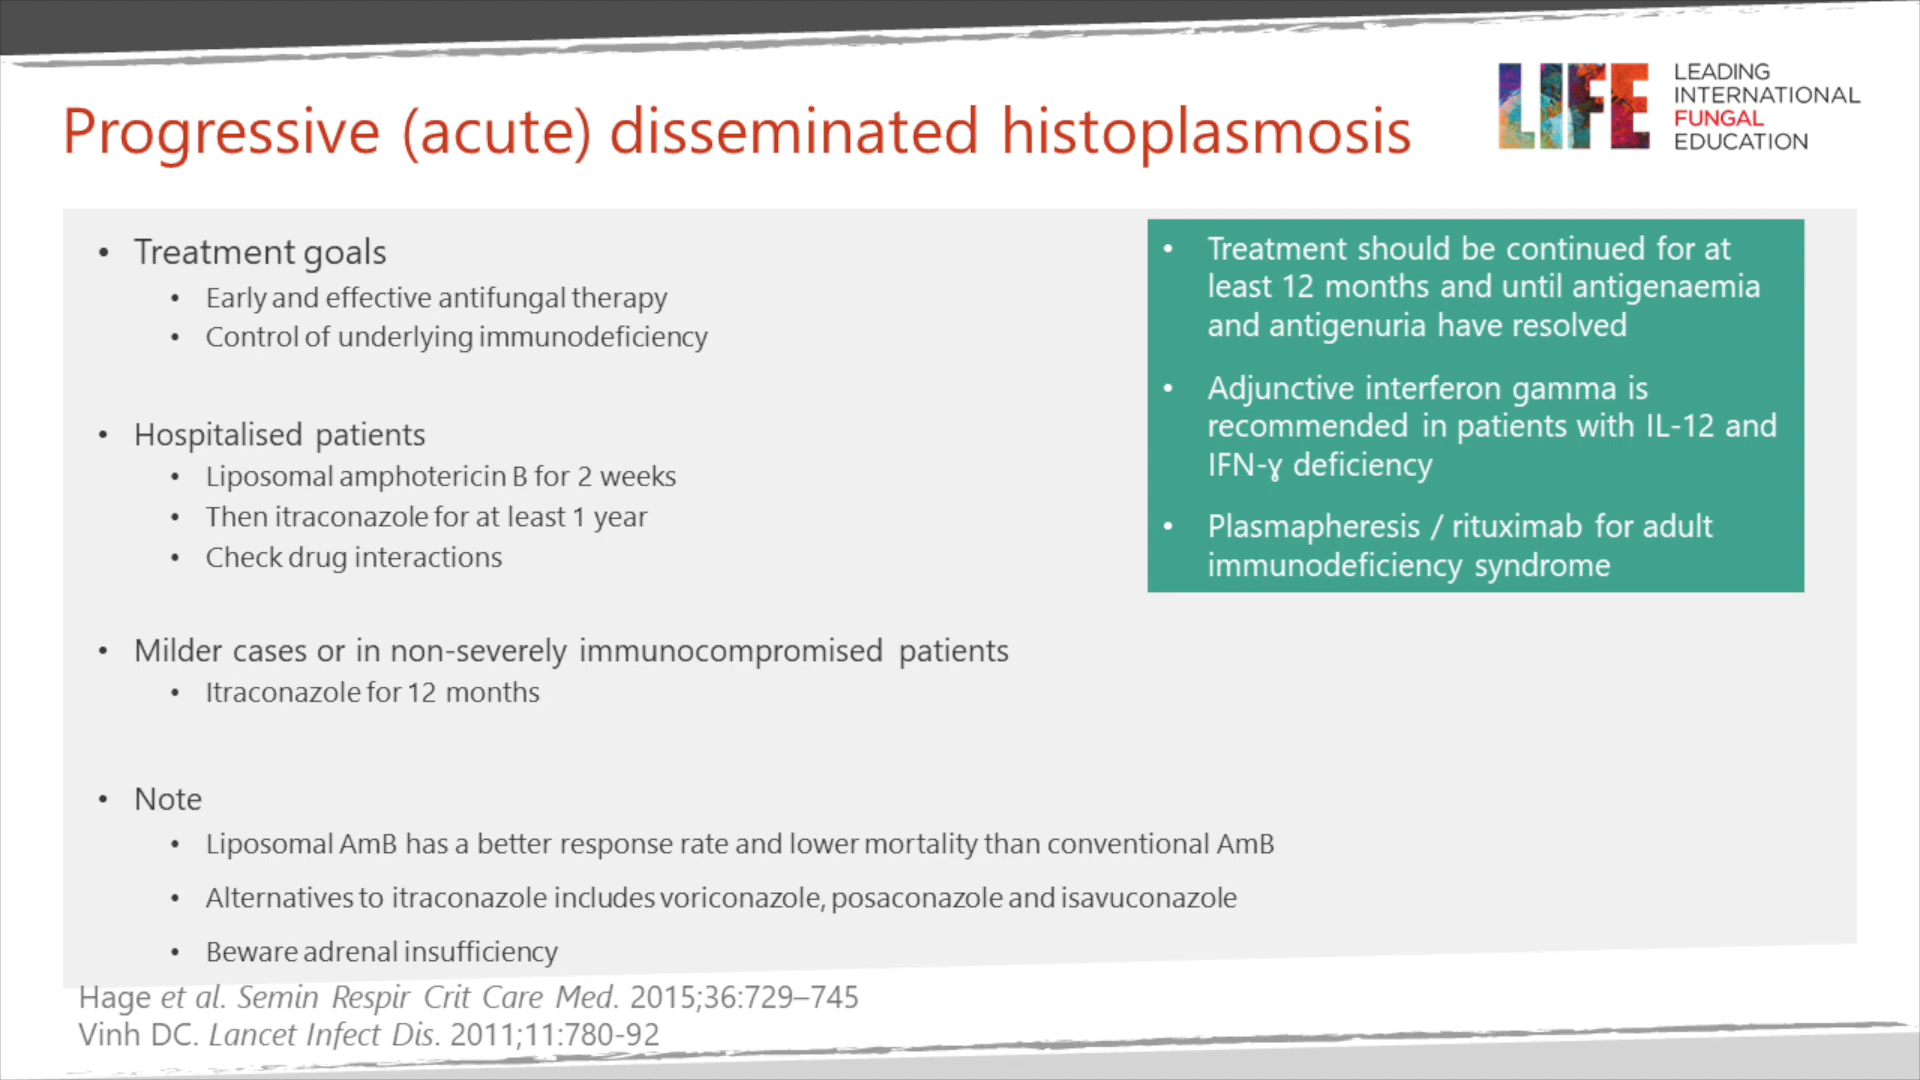 Progressive (acute) disseminated histoplasmosis
LIFE
LEADING
INTERNATIONAL
FUNGAL
EDUCATION
• Treatment goals
• Early and effective antifungal therapy
• Control of underlying immunodeficiency
• Hospitalised patients
• Liposomal amphotericin B for 2 weeks
• Then itraconazole for at least 1 year
• Check drug interactions
• Milder cases or in non-severely immunocompromised patients
• Itraconazole for 12 months
• Note
• Liposomal AmB has a better response rate and lower mortality than conventional AmB
• Alternatives to itraconazole includes voriconazole, posaconazole and isavuconazole
• Beware adrenal insufficiency
• Treatment should be continued for at
least 12 months and until antigenaemia
and antigenuria have resolved
• Adjunctive interferon gamma is
recommended in patients with IL-12 and
IFN-ɣ deficiency
• Plasmapheresis / rituximab for adult
immunodeficiency syndrome
Hage et al. Semin Respir Crit Care Med. 2015;36:729–745
Vinh DC. Lancet Infect Dis. 2011;11:780-92